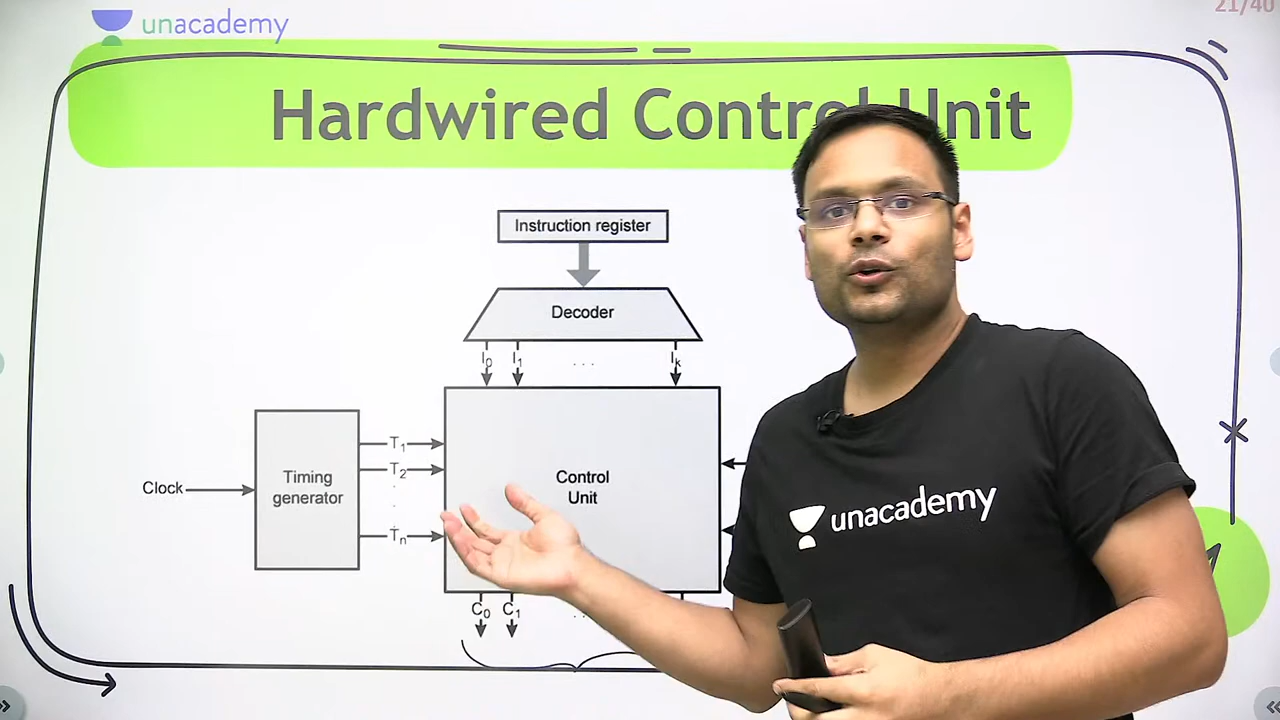 unacademy
21/40
Hardwired Control Unit
Instruction register
Decoder
I0 I1 ... Ik
Clock
Timing
generator
T1
T2
Tn
Control
Unit
C0 C1
unacademy